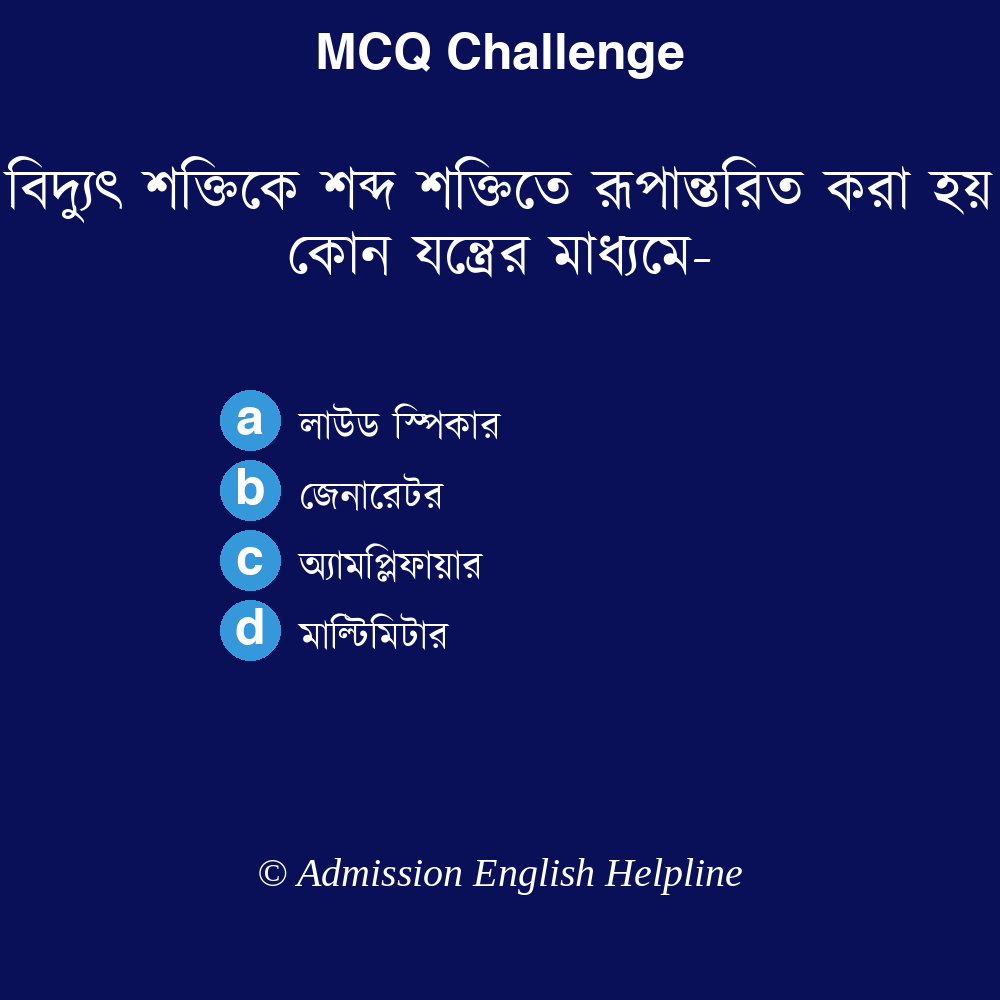 MCQ Challenge
বিদ্যুৎ শক্তিকে শব্দ শক্তিতে রূপান্তরিত করা হয়
কোন যন্ত্রের মাধ্যমে-
a লাউড স্পিকার
b জেনারেটর
c অ্যামপ্লিফায়ার
d মাল্টিমিটার
© Admission English Helpline